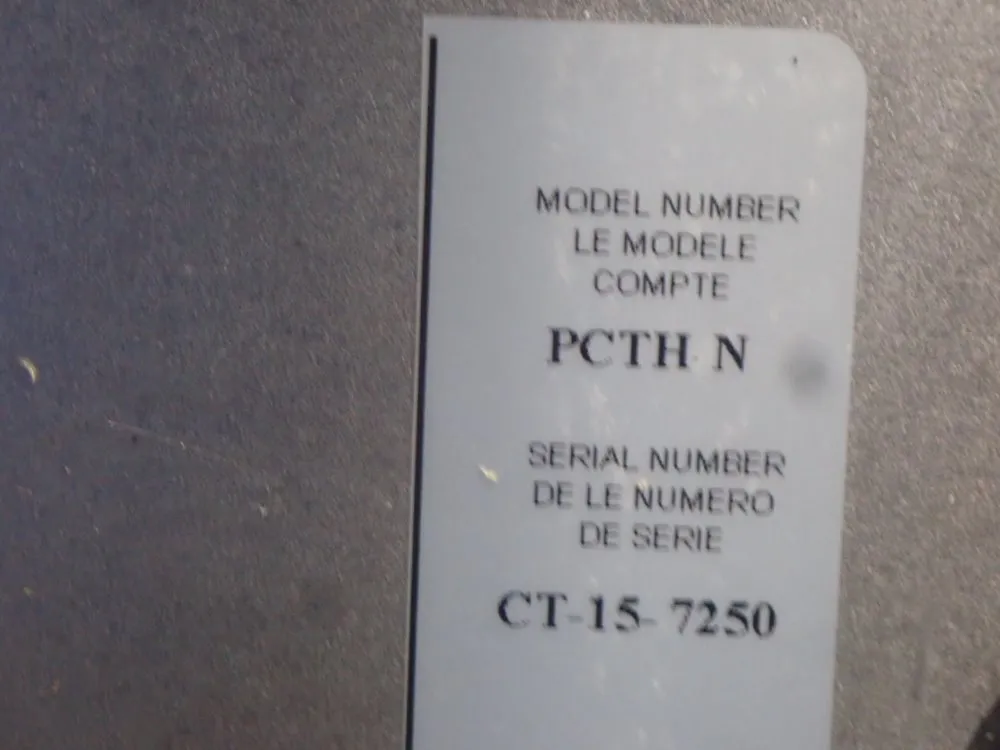 MODEL NUMBER
LE MODELE
COMPTE
PCTH N
SERIAL NUMBER
DE LE NUMERO
DE SERIE
CT-15- 7250